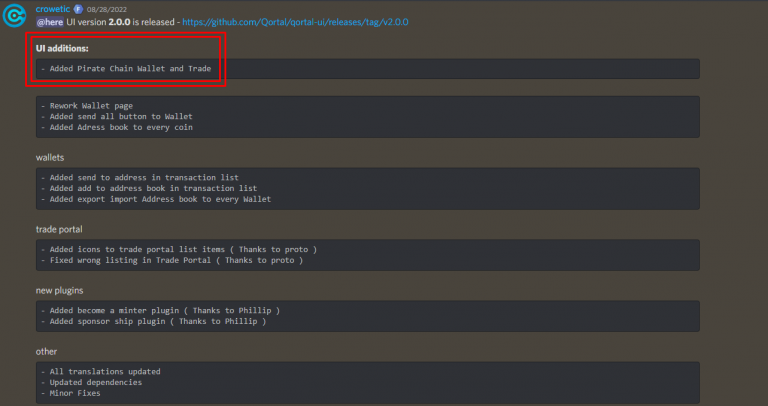 crowetic F 08/28/2022
@here UI version 2.0.0 is released - https://github.com/Qortal/qortal-ui/releases/tag/v2.0.0
UI additions:
- Added Pirate Chain Wallet and Trade
- Rework Wallet page
- Added send all button to Wallet
- Added Adress book to every coin
wallets
- Added send to address in transaction list
- Added add to address book in transaction list
- Added export import Address book to every Wallet
trade portal
- Added icons to trade portal list items ( Thanks to proto )
- Fixed wrong listing in Trade Portal ( Thanks to proto )
new plugins
- Added become a minter plugin ( Thanks to Phillip )
- Added sponsor ship plugin ( Thanks to Phillip )
other
- All translations updated
- Updated dependencies
- Minor Fixes